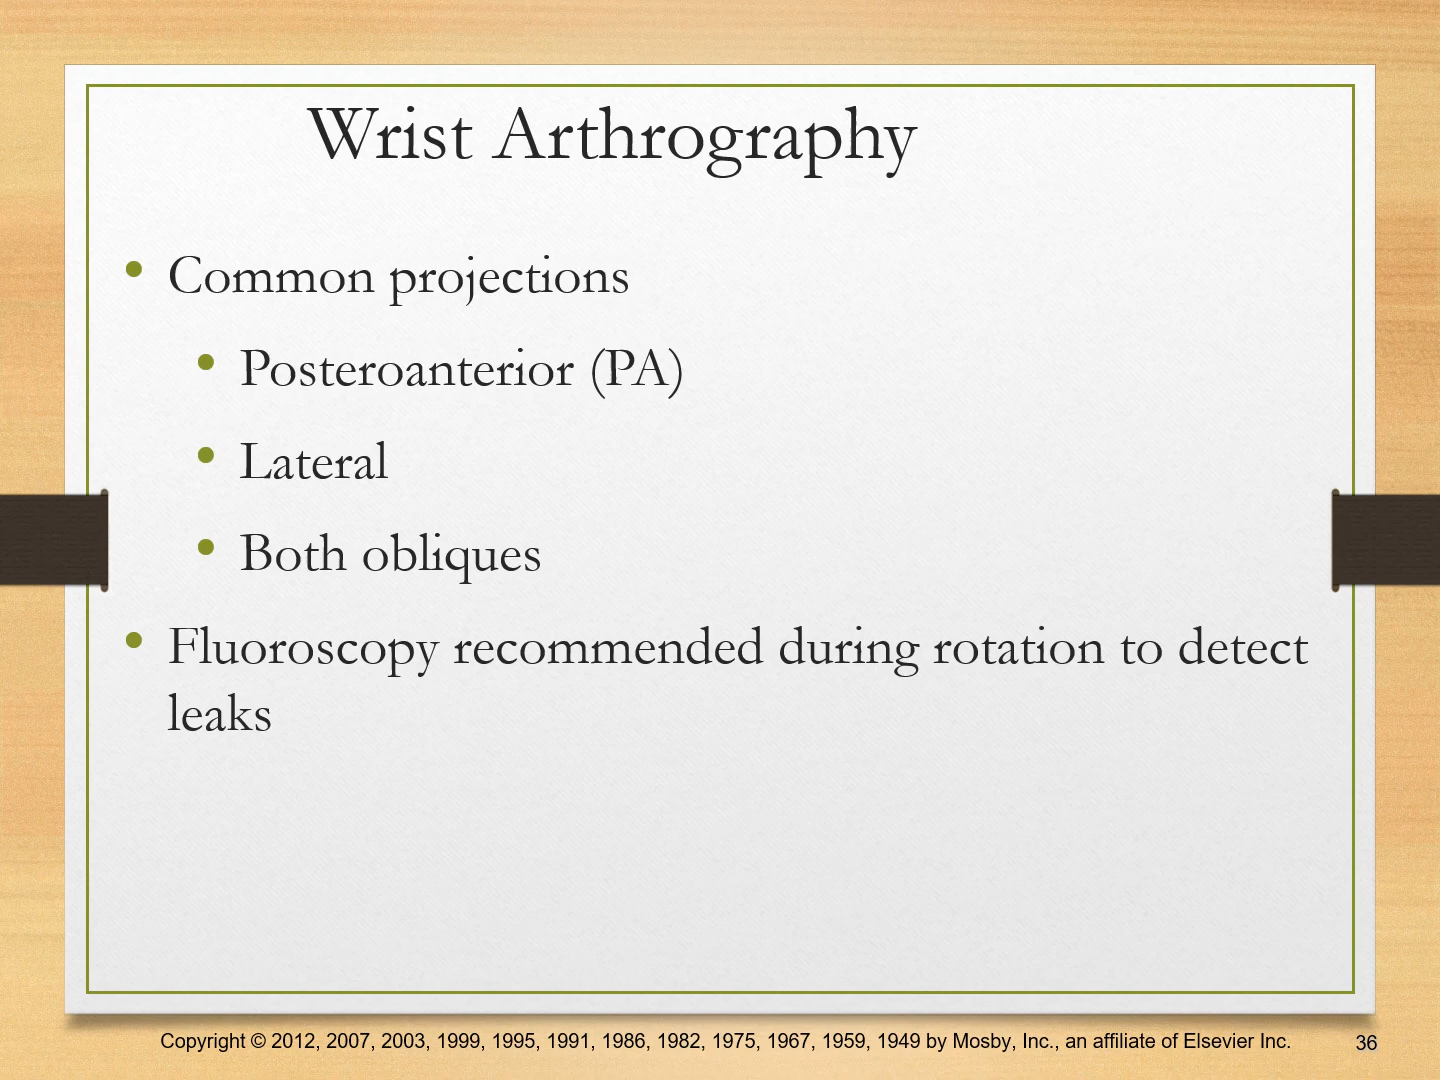 Wrist Arthrography
• Common projections
• Posteroanterior (PA)
• Lateral
• Both obliques
• Fluoroscopy recommended during rotation to detect
leaks
Copyright © 2012, 2007, 2003, 1999, 1995, 1991, 1986, 1982, 1975, 1967, 1959, 1949 by Mosby, Inc., an affiliate of Elsevier Inc.
36